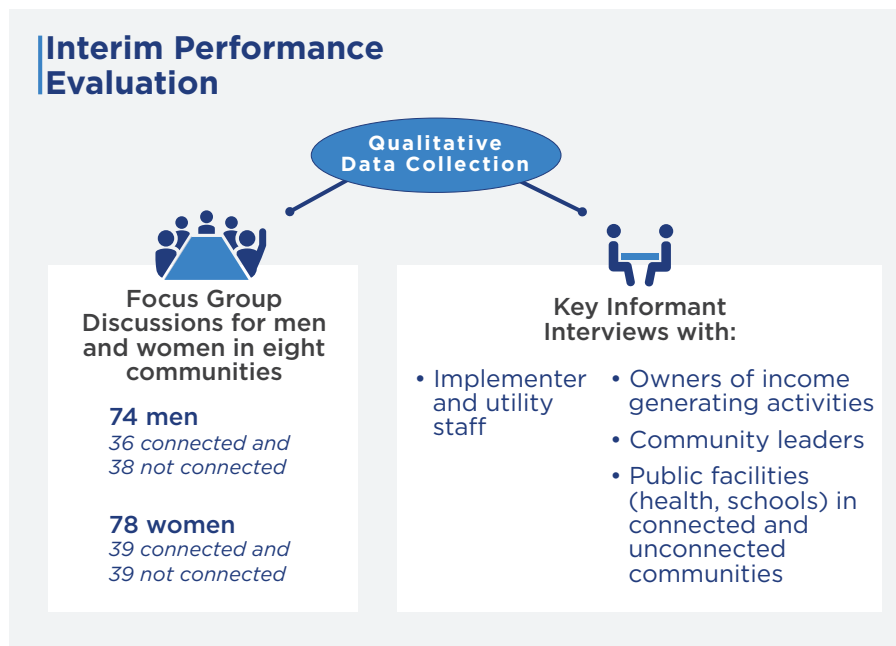 Interim Performance
Evaluation
Qualitative
Data Collection
Focus Group
Discussions for men
and women in eight
communities
74 men
36 connected and
38 not connected
78 women
39 connected and
39 not connected
Key Informant
Interviews with:
• Implementer
and utility
staff
• Owners of income
generating activities
• Community leaders
• Public facilities
(health, schools) in
connected and
unconnected
communities